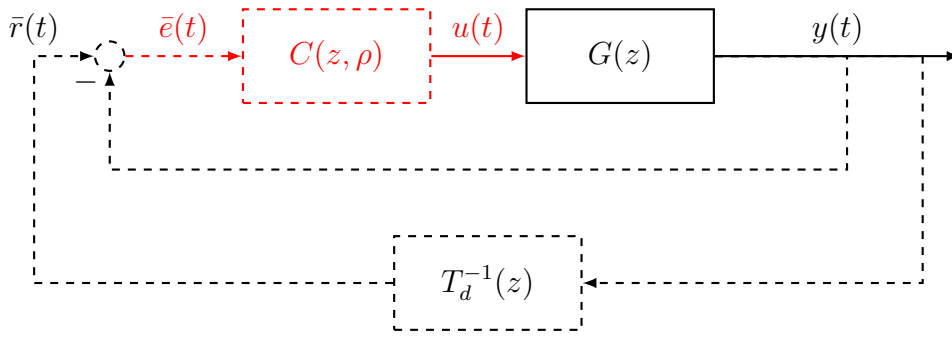 r̄(t) ē(t) C(z, ρ) u(t) G(z) y(t)
−
T_d^{-1}(z)